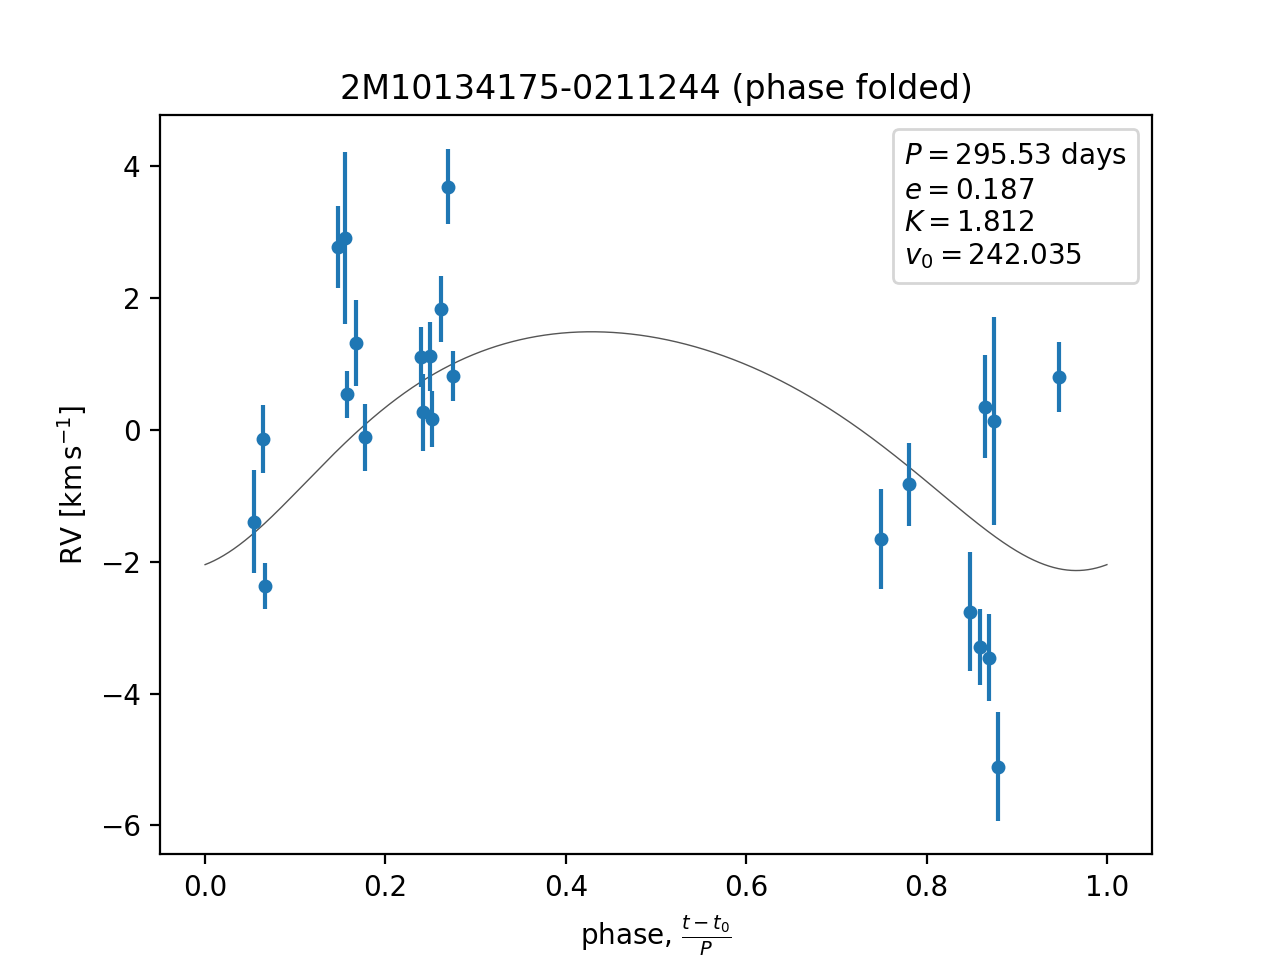 2M10134175-0211244 (phase folded)
P = 295.53 days
e = 0.187
K = 1.812
v₀ = 242.035
4
2
0
−2
−4
−6
RV [km s⁻¹]
0.0 0.2 0.4 0.6 0.8 1.0
phase, (t − t₀)/P